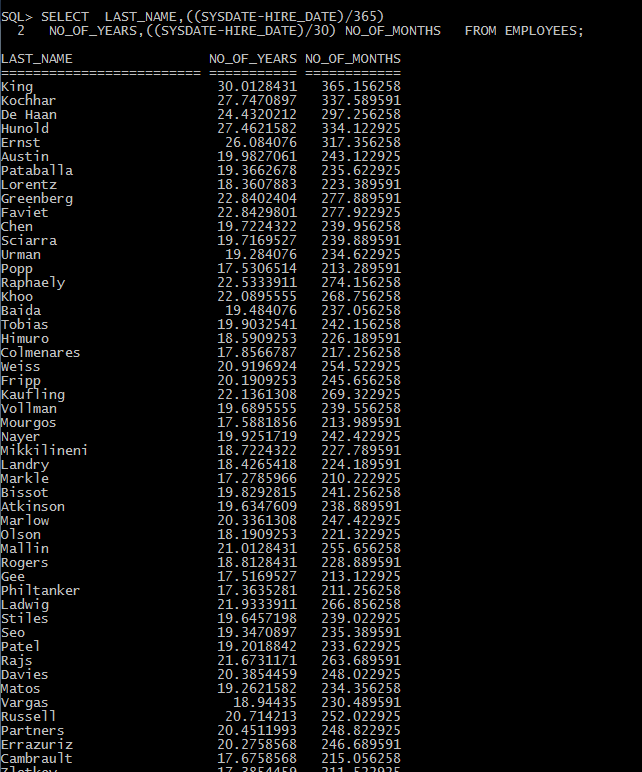 SQL> SELECT  LAST_NAME,((SYSDATE-HIRE_DATE)/365)
  2   NO_OF_YEARS,((SYSDATE-HIRE_DATE)/30) NO_OF_MONTHS   FROM EMPLOYEES;
LAST_NAME                 NO_OF_YEARS NO_OF_MONTHS
========================= =========== ============
King                       30.0128431   365.156258
Kochhar                    27.7470897   337.589591
De Haan                    24.4320212   297.256258
Hunold                     27.4621582   334.122925
Ernst                       26.084076   317.356258
Austin                     19.9827061   243.122925
Pataballa                  19.3662678   235.622925
Lorentz                    18.3607883   223.389591
Greenberg                  22.8402404   277.889591
Faviet                     22.8429801   277.922925
Chen                       19.7224322   239.956258
Sciarra                    19.7169527   239.889591
Urman                       19.284076   234.622925
Popp                       17.5306514   213.289591
Raphaely                   22.5333911   274.156258
Khoo                       22.0895555   268.756258
Baida                       19.484076   237.056258
Tobias                     19.9032541   242.156258
Himuro                     18.5909253   226.189591
Colmenares                 17.8566787   217.256258
Weiss                      20.9196924   254.522925
Fripp                      20.1909253   245.656258
Kaufling                   22.1361308   269.322925
Vollman                    19.6895555   239.556258
Mourgos                    17.5881856   213.989591
Nayer                      19.9251719   242.422925
Mikkilineni                18.7224322   227.789591
Landry                     18.4265418   224.189591
Markle                     17.2785966   210.222925
Bissot                     19.8292815   241.256258
Atkinson                   19.6347609   238.889591
Marlow                     20.3361308   247.422925
Olson                      18.1909253   221.322925
Mallin                     21.0128431   255.656258
Rogers                     18.8128431   228.889591
Gee                        17.5169527   213.122925
Philtanker                 17.3635281   211.256258
Ladwig                     21.9333911   266.856258
Stiles                     19.6457198   239.022925
Seo                        19.3470897   235.389591
Patel                      19.2018842   233.622925
Rajs                       21.6731171   263.689591
Davies                     20.3854459   248.022925
Matos                      19.2621582   234.356258
Vargas                       18.94435   230.489591
Russell                     20.714213   252.022925
Partners                   20.4511993   248.822925
Errazuriz                  20.2758568   246.689591
Cambrault                  17.6758568   215.056258
Zlotkey                    17.3854459   211.522925